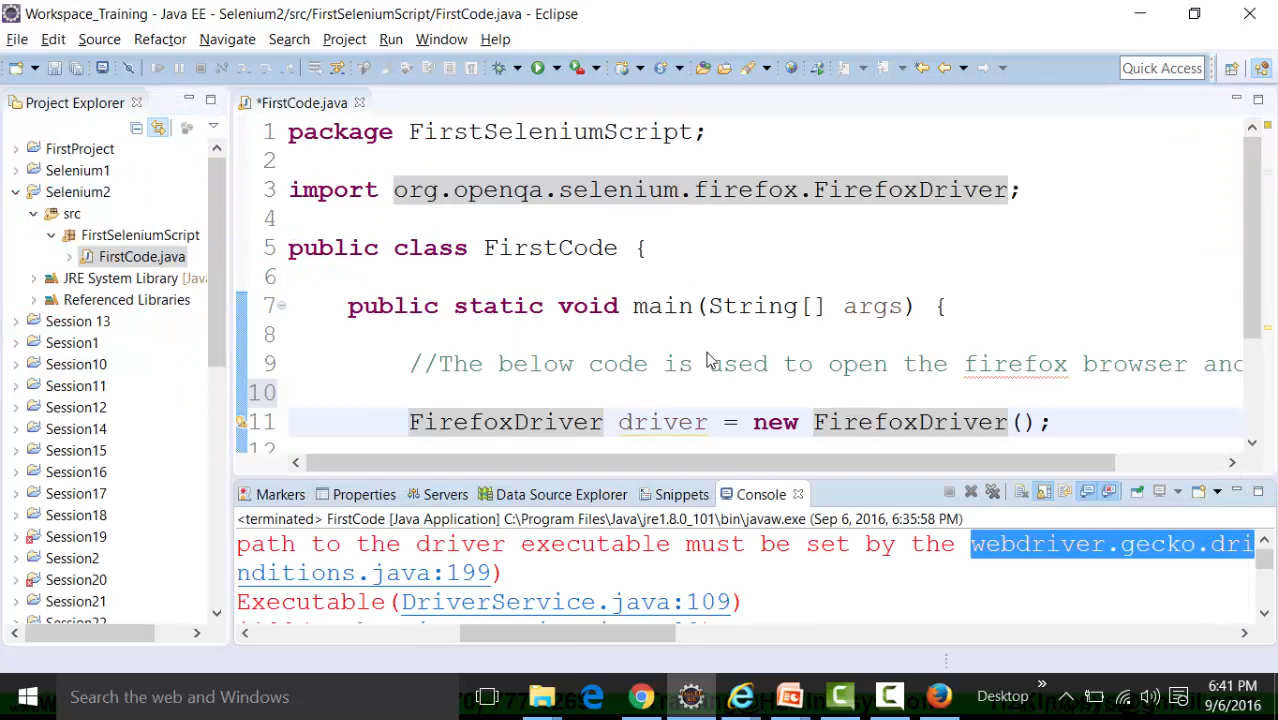 Workspace_Training - Java EE - Selenium2/src/FirstSeleniumScript/FirstCode.java - Eclipse
File Edit Source Refactor Navigate Search Project Run Window Help
Quick Access
Project Explorer
*FirstCode.java
FirstProject
Selenium1
Selenium2
src
FirstSeleniumScript
FirstCode.java
JRE System Library [Java
Referenced Libraries
Session 13
Session1
Session10
Session11
Session12
Session14
Session15
Session16
Session17
Session18
Session19
Session2
Session20
Session21
Session22
1 package FirstSeleniumScript;
2
3 import org.openqa.selenium.firefox.FirefoxDriver;
4
5 public class FirstCode {
6
7 public static void main(String[] args) {
8
9 //The below code is used to open the firefox browser and
10
11 FirefoxDriver driver = new FirefoxDriver();
12
Markers Properties Servers Data Source Explorer Snippets Console
<terminated> FirstCode [Java Application] C:\Program Files\Java\jre1.8.0_101\bin\javaw.exe (Sep 6, 2016, 6:35:58 PM)
path to the driver executable must be set by the webdriver.gecko.dri
nditions.java:199)
Executable(DriverService.java:109)
Search the web and Windows
Desktop
6:41 PM
9/6/2016